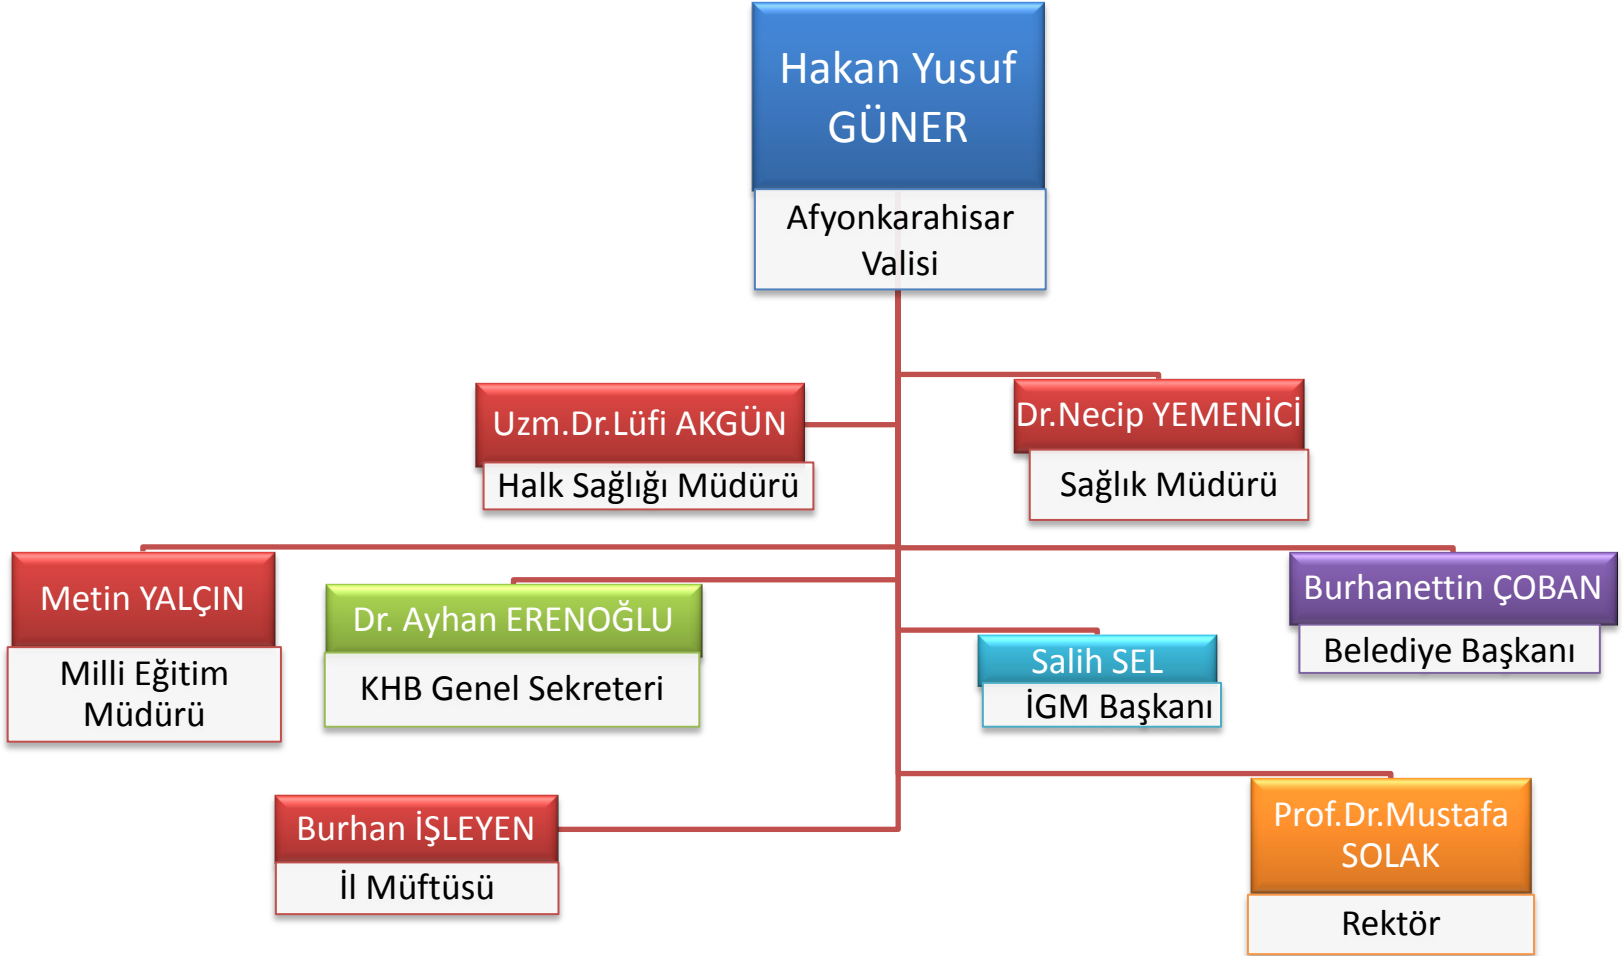 Hakan Yusuf
GÜNER
Afyonkarahisar
Valisi
Uzm.Dr.Lüfi AKGÜN
Halk Sağlığı Müdürü
Dr.Necip YEMENİCİ
Sağlık Müdürü
Metin YALÇIN
Milli Eğitim
Müdürü
Dr. Ayhan ERENOĞLU
KHB Genel Sekreteri
Salih SEL
İGM Başkanı
Burhanettin ÇOBAN
Belediye Başkanı
Burhan İŞLEYEN
İl Müftüsü
Prof.Dr.Mustafa
SOLAK
Rektör